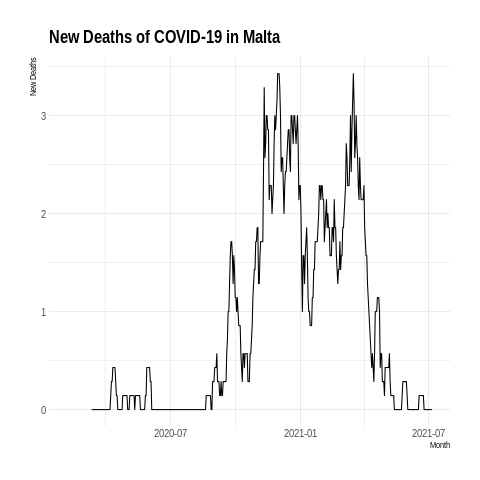 New Deaths of COVID-19 in Malta
New Deaths
3
2
1
0
2020-07
2021-01
2021-07
Month